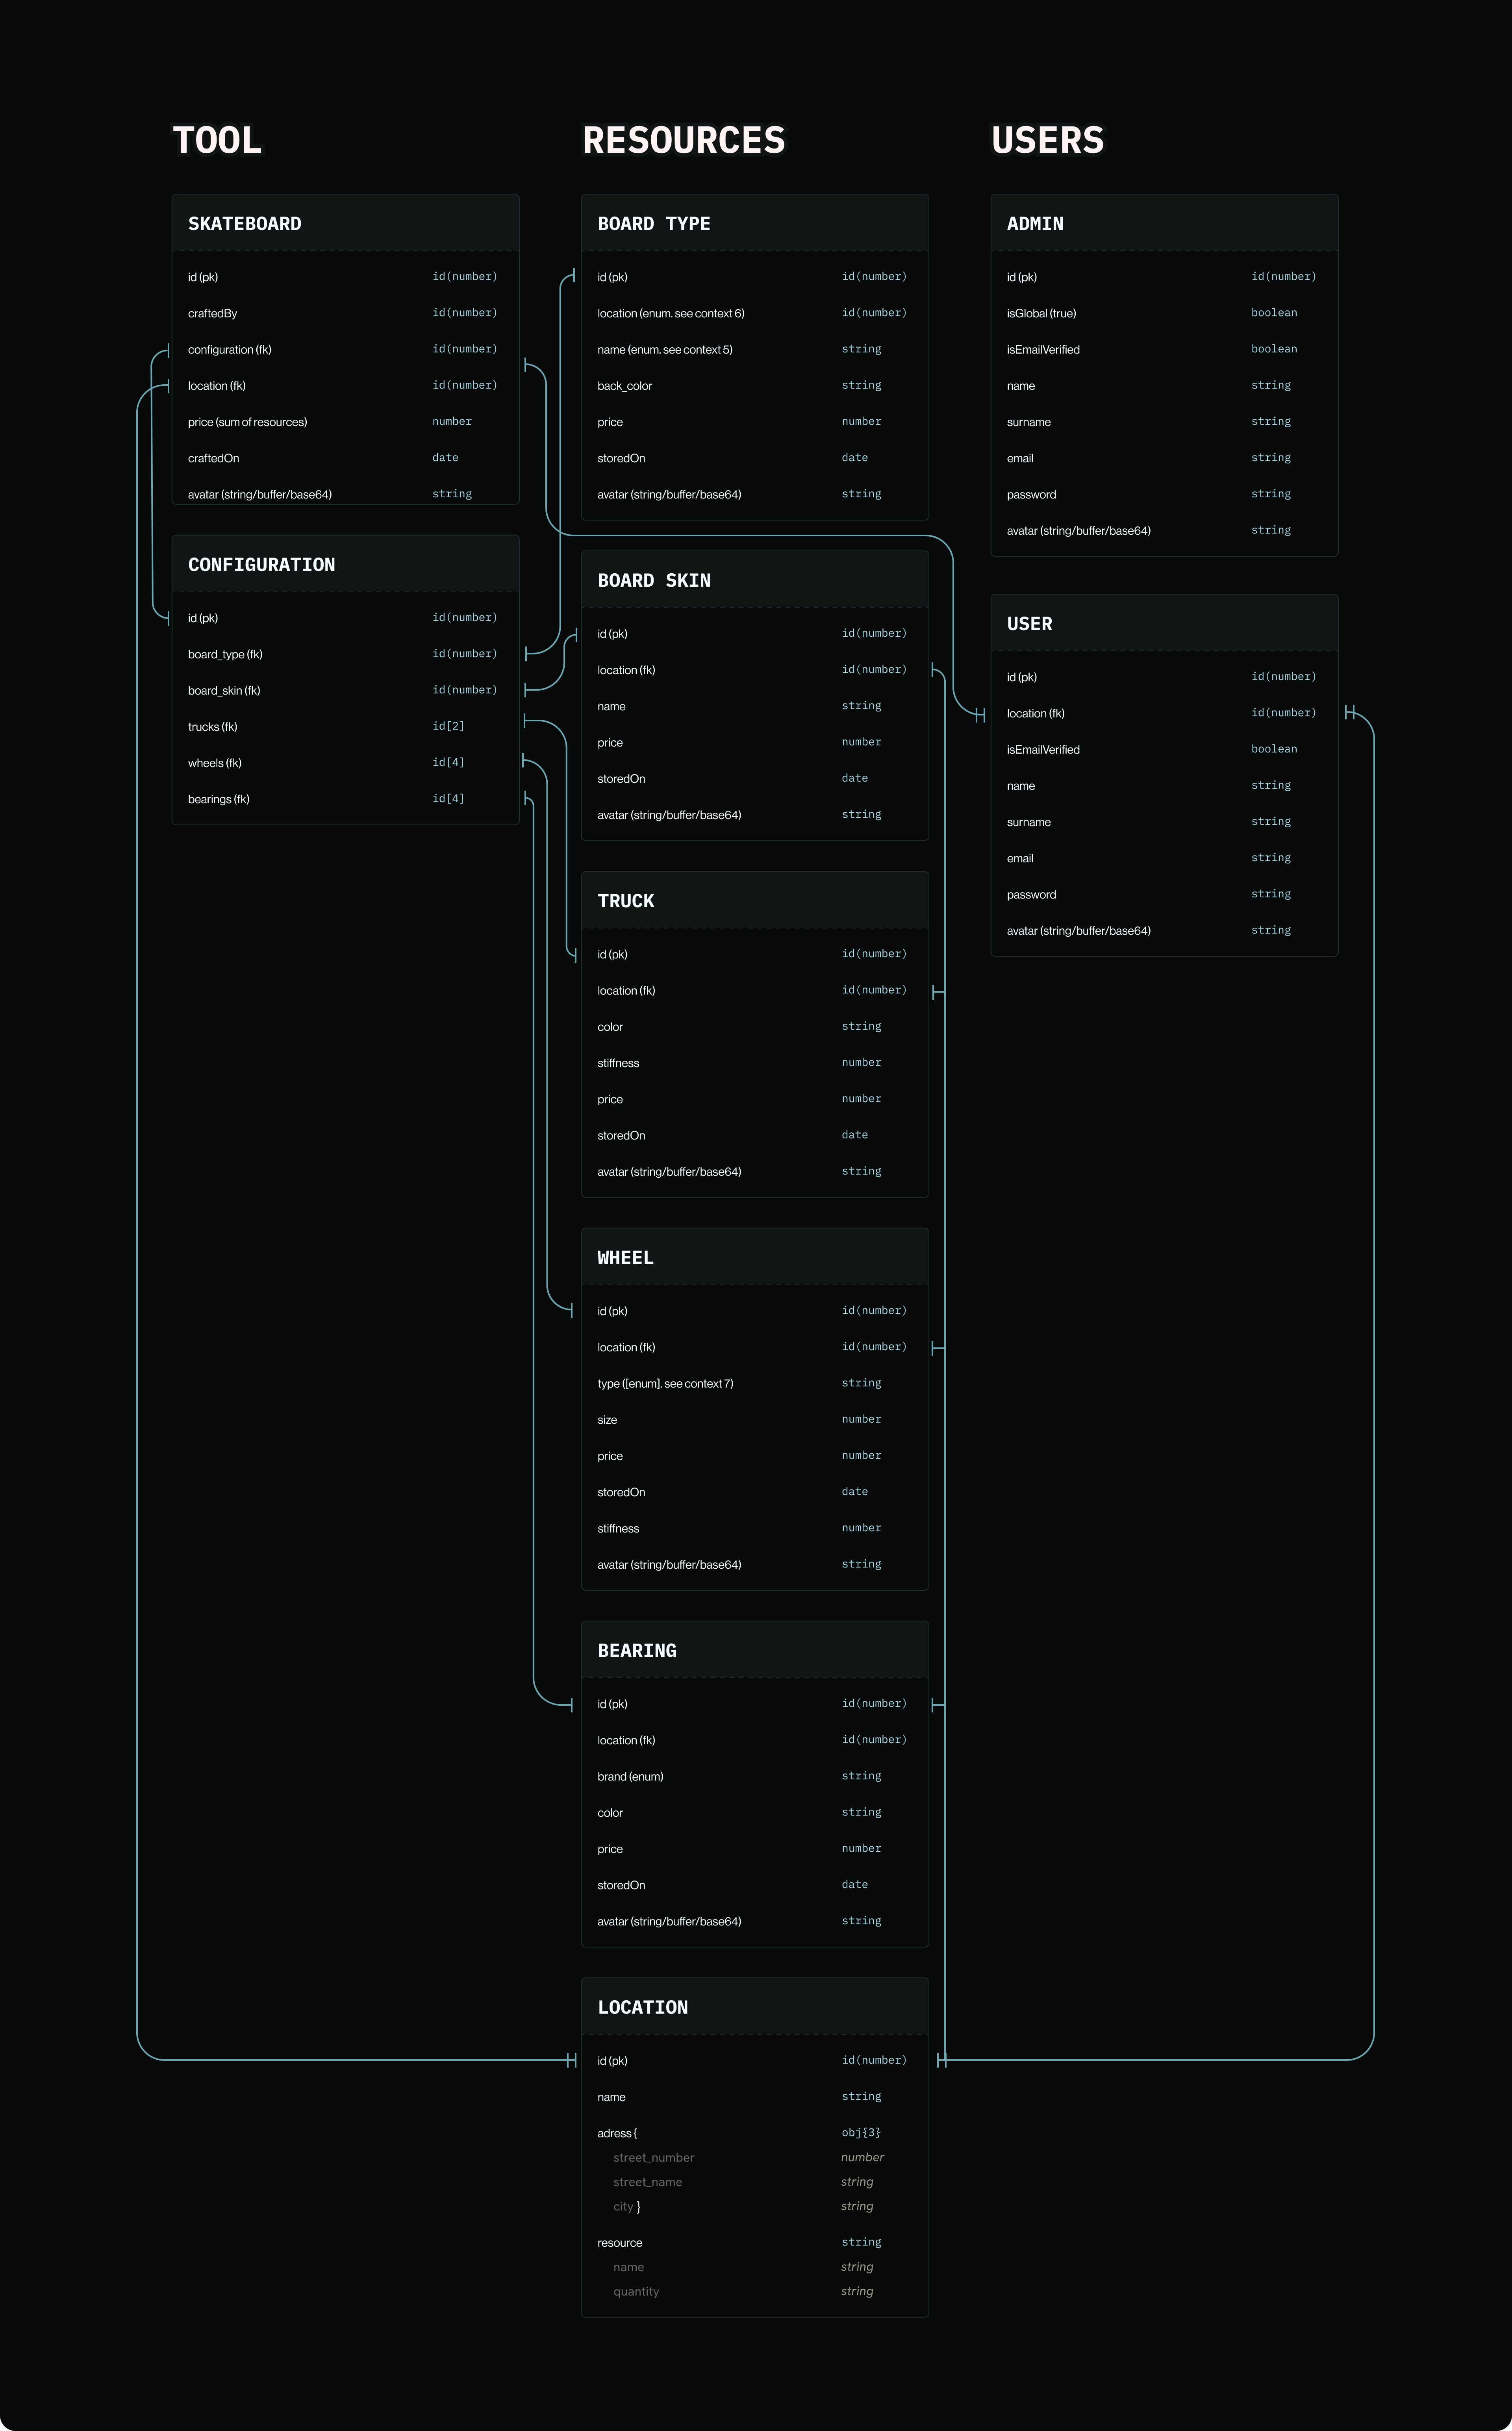 TOOL
SKATEBOARD
id (pk) id(number)
craftedBy id(number)
configuration (fk) id(number)
location (fk) id(number)
price (sum of resources) number
craftedOn date
avatar (string/buffer/base64) string
CONFIGURATION
id (pk) id(number)
board_type (fk) id(number)
board_skin (fk) id(number)
trucks (fk) id[2]
wheels (fk) id[4]
bearings (fk) id[4]
RESOURCES
BOARD TYPE
id (pk) id(number)
location (enum. see context 6) id(number)
name (enum. see context 5) string
back_color string
price number
storedOn date
avatar (string/buffer/base64) string
BOARD SKIN
id (pk) id(number)
location (fk) id(number)
name string
price number
storedOn date
avatar (string/buffer/base64) string
TRUCK
id (pk) id(number)
location (fk) id(number)
color string
stiffness number
price number
storedOn date
avatar (string/buffer/base64) string
WHEEL
id (pk) id(number)
location (fk) id(number)
type ([enum]. see context 7) string
size number
price number
storedOn date
stiffness number
avatar (string/buffer/base64) string
BEARING
id (pk) id(number)
location (fk) id(number)
brand (enum) string
color string
price number
storedOn date
avatar (string/buffer/base64) string
LOCATION
id (pk) id(number)
name string
adress { obj{3}
street_number number
street_name string
city } string
resource string
name string
quantity string
USERS
ADMIN
id (pk) id(number)
isGlobal (true) boolean
isEmailVerified boolean
name string
surname string
email string
password string
avatar (string/buffer/base64) string
USER
id (pk) id(number)
location (fk) id(number)
isEmailVerified boolean
name string
surname string
email string
password string
avatar (string/buffer/base64) string